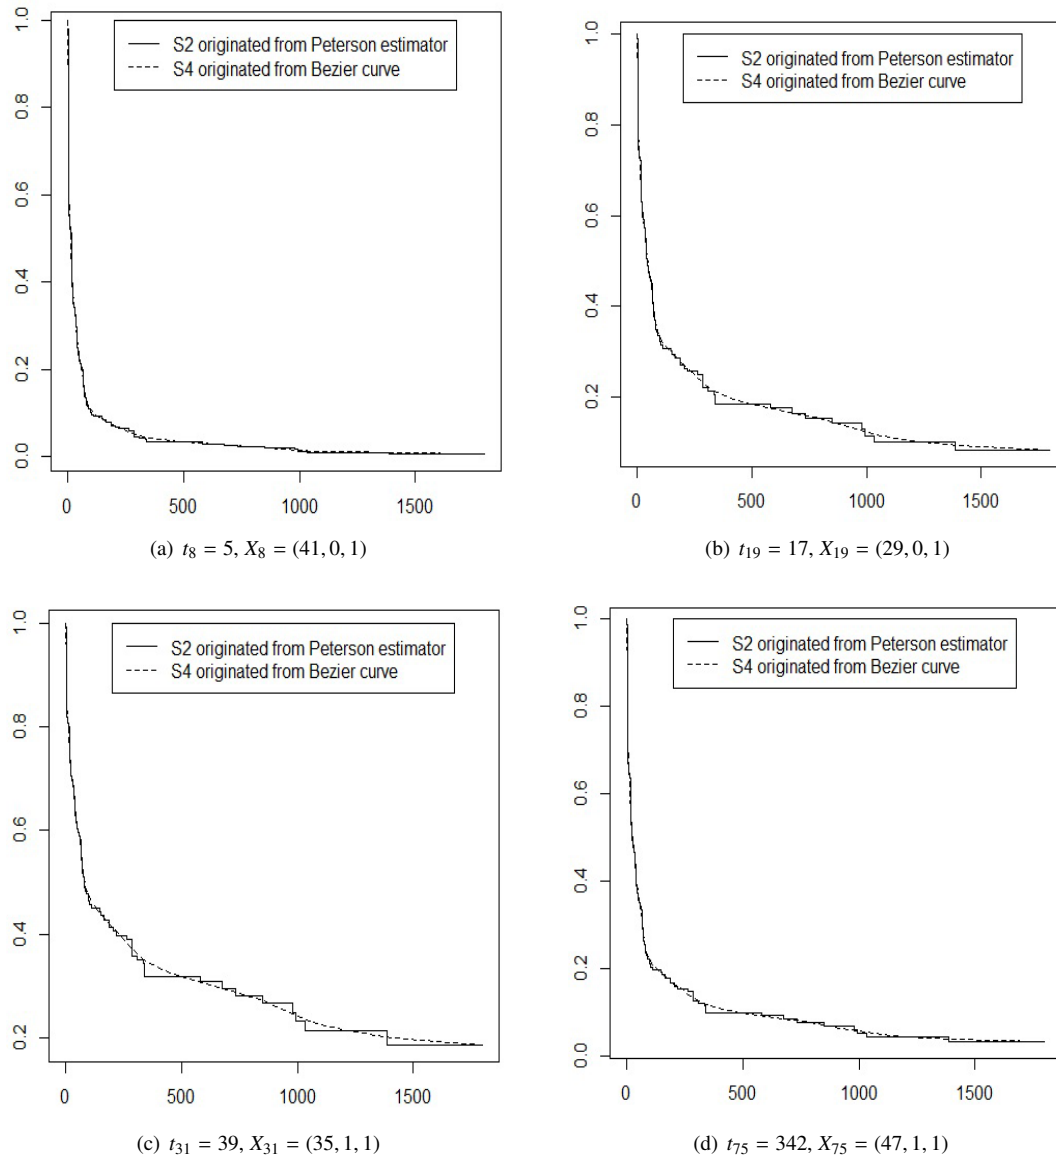 S2 originated from Peterson estimator
S4 originated from Bezier curve
1.0
0.8
0.6
0.4
0.2
0.0
0 500 1000 1500
(a) t₈ = 5, X₈ = (41, 0, 1)
S2 originated from Peterson estimator
S4 originated from Bezier curve
1.0
0.8
0.6
0.4
0.2
0 500 1000 1500
(b) t₁₉ = 17, X₁₉ = (29, 0, 1)
S2 originated from Peterson estimator
S4 originated from Bezier curve
1.0
0.8
0.6
0.4
0.2
0 500 1000 1500
(c) t₃₁ = 39, X₃₁ = (35, 1, 1)
S2 originated from Peterson estimator
S4 originated from Bezier curve
1.0
0.8
0.6
0.4
0.2
0.0
0 500 1000 1500
(d) t₇₅ = 342, X₇₅ = (47, 1, 1)